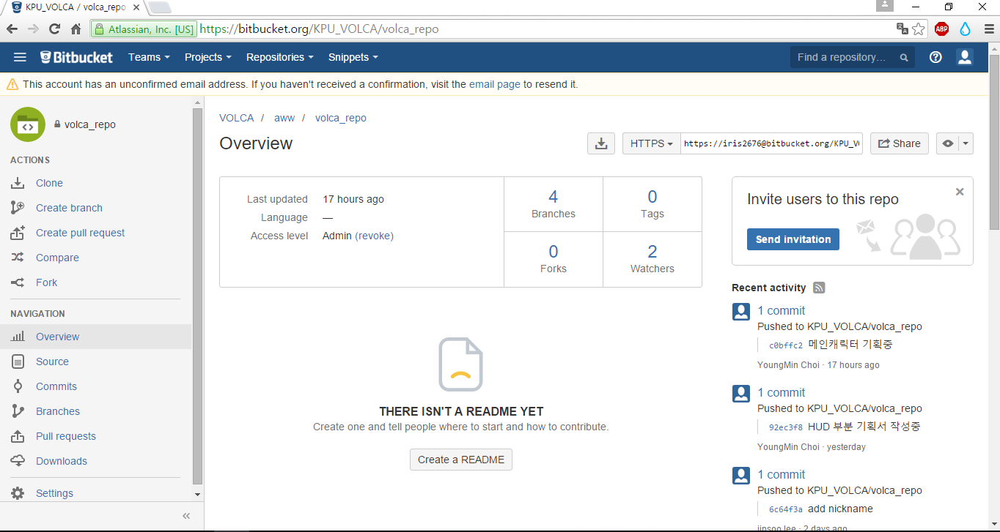 KPU_VOLCA / volca_repo
Atlassian, Inc. [US] https://bitbucket.org/KPU_VOLCA/volca_repo
ABP
Bitbucket Teams Projects Repositories Snippets Find a repository…
This account has an unconfirmed email address. If you haven't received a confirmation, visit the email page to resend it.
volca_repo
ACTIONS
Clone
Create branch
Create pull request
Compare
Fork
NAVIGATION
Overview
Source
Commits
Branches
Pull requests
Downloads
Settings
VOLCA / aww / volca_repo
Overview
HTTPS https://iris2676@bitbucket.org/KPU_V
Share
Last updated 17 hours ago
Language —
Access level Admin (revoke)
4
Branches
0
Tags
0
Forks
2
Watchers
THERE ISN'T A README YET
Create one and tell people where to start and how to contribute.
Create a README
Invite users to this repo
Send invitation
Recent activity
1 commit
Pushed to KPU_VOLCA/volca_repo
c0bffc2 메인캐릭터 기획중
YoungMin Choi · 17 hours ago
1 commit
Pushed to KPU_VOLCA/volca_repo
92ec3f8 HUD 부분 기획서 작성중
YoungMin Choi · yesterday
1 commit
Pushed to KPU_VOLCA/volca_repo
6c64f3a add nickname
jinsoo lee · 2 days ago